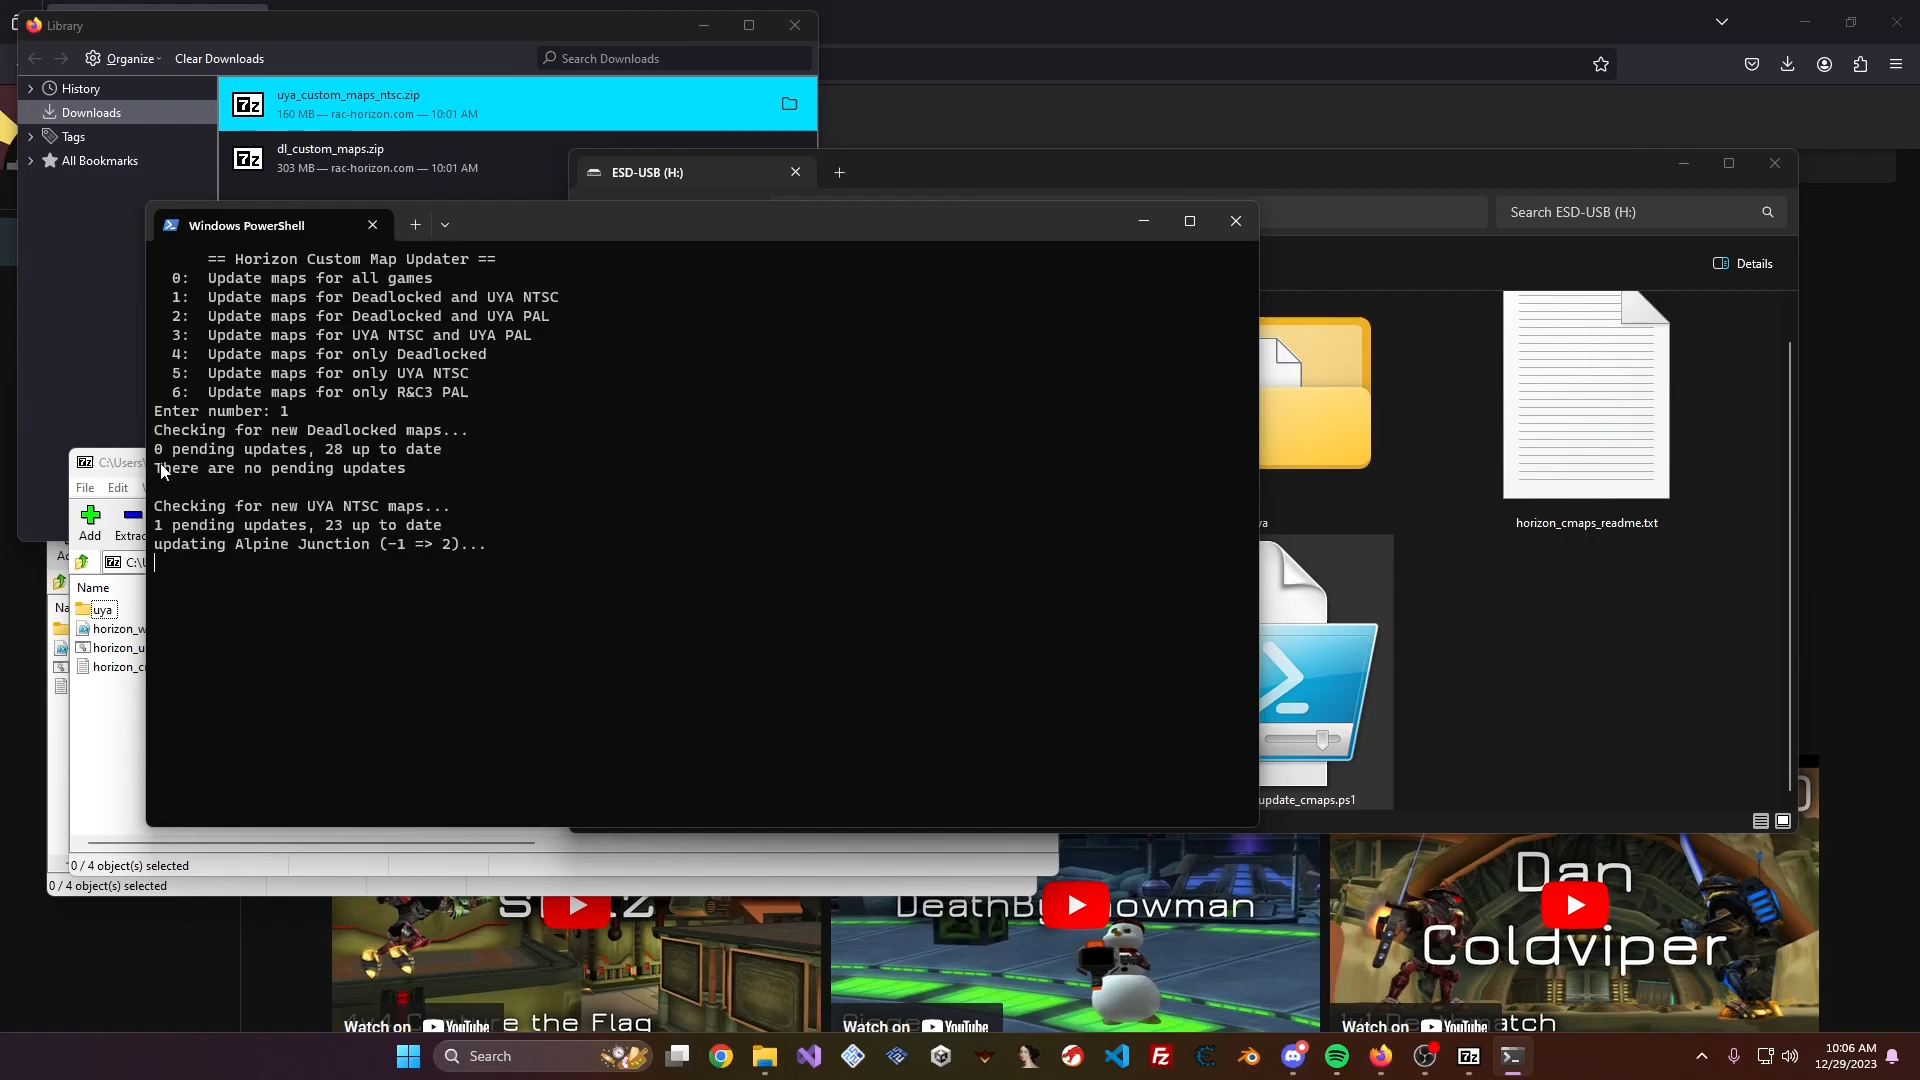 Library
Organize
Clear Downloads
Search Downloads
History
Downloads
Tags
All Bookmarks
uya_custom_maps_ntsc.zip
160 MB — rac-horizon.com — 10:01 AM
dl_custom_maps.zip
303 MB — rac-horizon.com — 10:01 AM
ESD-USB (H:)
Search ESD-USB (H:)
Details
Windows PowerShell
== Horizon Custom Map Updater ==
0: Update maps for all games
1: Update maps for Deadlocked and UYA NTSC
2: Update maps for Deadlocked and UYA PAL
3: Update maps for UYA NTSC and UYA PAL
4: Update maps for only Deadlocked
5: Update maps for only UYA NTSC
6: Update maps for only R&C3 PAL
Enter number: 1
Checking for new Deadlocked maps...
0 pending updates, 28 up to date
There are no pending updates
Checking for new UYA NTSC maps...
1 pending updates, 23 up to date
updating Alpine Junction (-1 => 2)...
C:\Users\
File Edit
Add Extrac
C:\U
Name
uya
horizon_w
horizon_u
horizon_c
0 / 4 object(s) selected
0 / 4 object(s) selected
ya
horizon_cmaps_readme.txt
update_cmaps.ps1
Dan
Coldviper
Watch on YouTube
e the Flag
Watch on YouTube
Watch on YouTube
Search
10:06 AM
12/29/2023